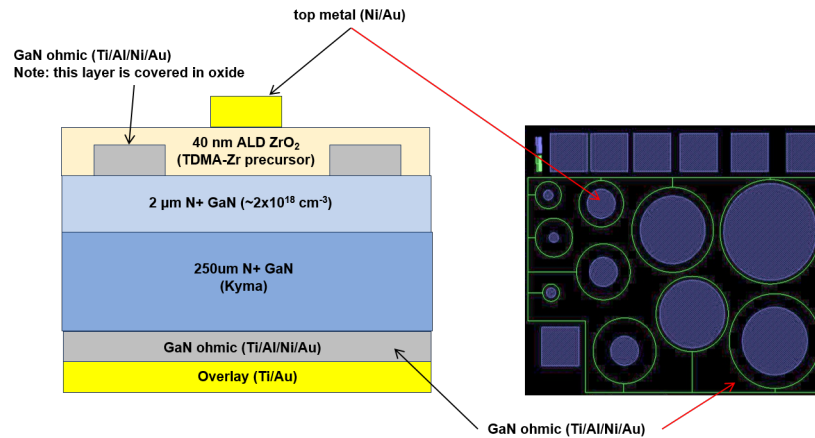 top metal (Ni/Au)
GaN ohmic (Ti/Al/Ni/Au)
Note: this layer is covered in oxide
40 nm ALD ZrO₂
(TDMA-Zr precursor)
2 µm N+ GaN (~2x10¹⁸ cm⁻³)
250um N+ GaN
(Kyma)
GaN ohmic (Ti/Al/Ni/Au)
Overlay (Ti/Au)
GaN ohmic (Ti/Al/Ni/Au)